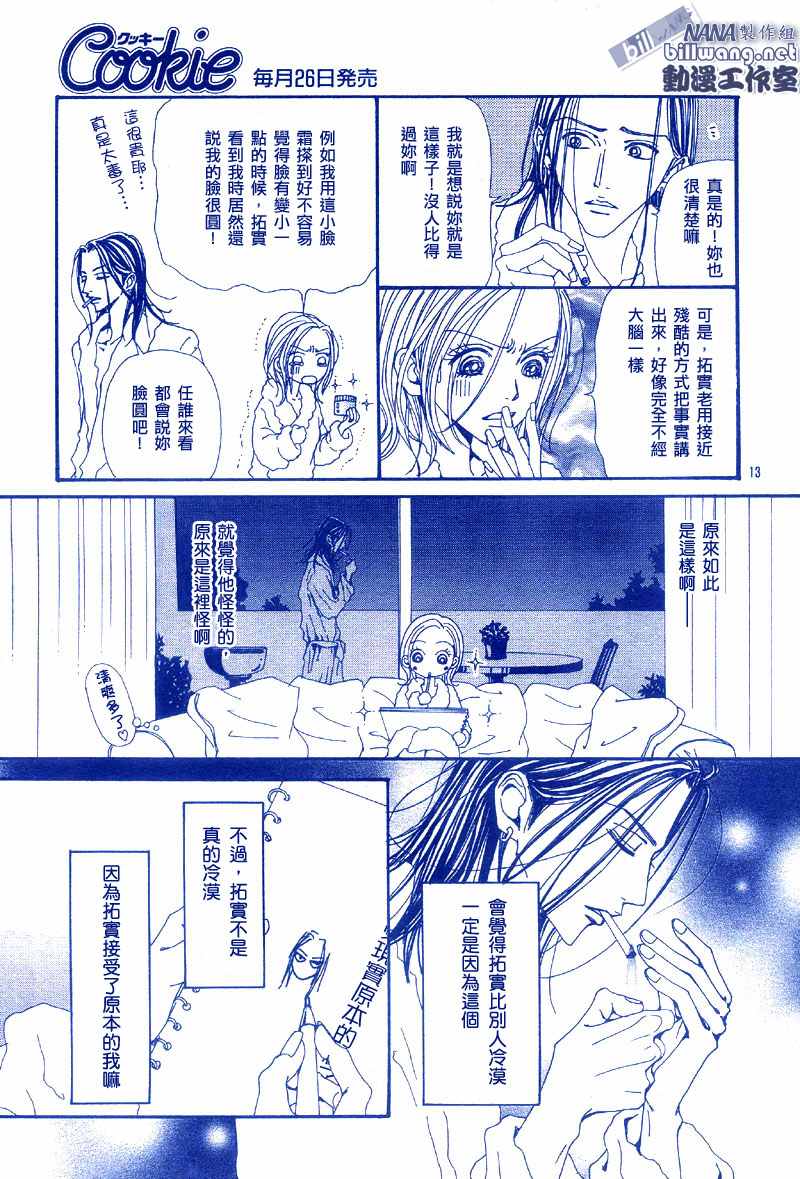 クッキー
Cookie
毎月26日発売
bill
NANA製作組
billwang.net
動漫工作室
…
真是的！妳也
很清楚嘛
我就是想說妳就是
這樣子！沒人比得
過妳啊
可是，拓實老用接近
殘酷的方式把事實講
出來，好像完全不經
大腦一樣
例如我用這小臉
霜搽到好不容易
覺得臉有變小一
點的時候，拓實
看到我時居然還
說我的臉很圓！
這很貴耶…
真是太毒了…
任誰來看
都會說妳
臉圓吧！
13
原來如此
是這樣啊——
就覺得他怪怪的，
原來是這裡怪啊
清爽多了♡
會覺得拓實比別人冷漠
一定是因為這個
不過，拓實不是
真的冷漠
現實原本的
因為拓實接受了原本的我嘛